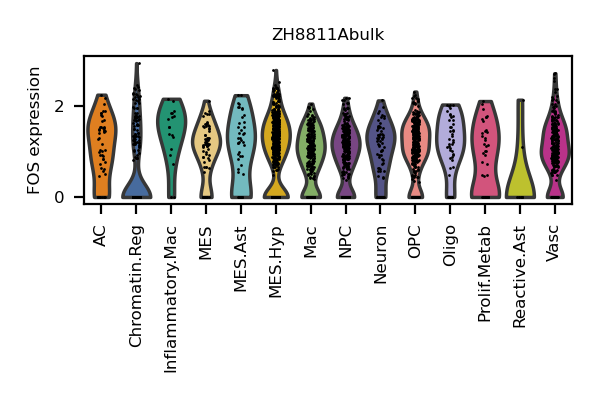 ZH8811Abulk
FOS expression
2
0
AC
Chromatin.Reg
Inflammatory.Mac
MES
MES.Ast
MES.Hyp
Mac
NPC
Neuron
OPC
Oligo
Prolif.Metab
Reactive.Ast
Vasc